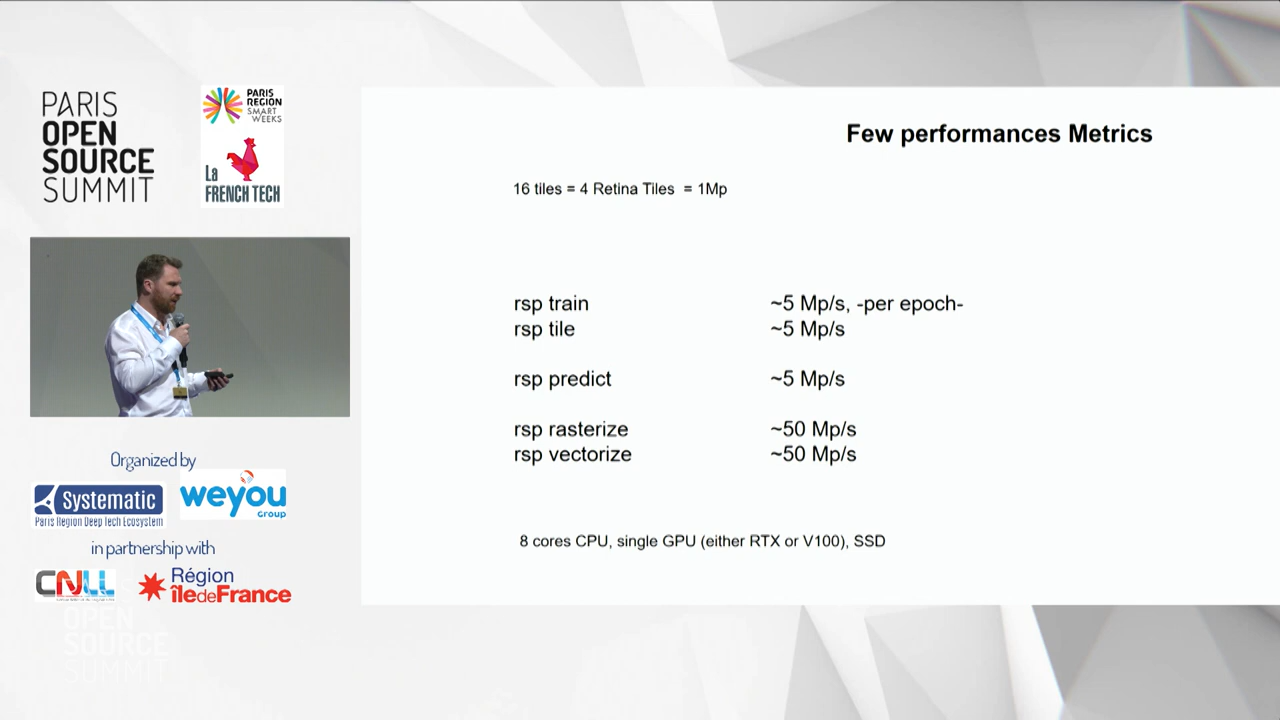 PARIS
OPEN
SOURCE
SUMMIT
PARIS
REGION
SMART
WEEKS
La
FRENCH TECH
Few performances Metrics
16 tiles = 4 Retina Tiles = 1Mp
rsp train ~5 Mp/s, -per epoch-
rsp tile ~5 Mp/s
rsp predict ~5 Mp/s
rsp rasterize ~50 Mp/s
rsp vectorize ~50 Mp/s
8 cores CPU, single GPU (either RTX or V100), SSD
Organized by
Systematic
Paris Region Deep Tech Ecosystem
weyou
Group
in partnership with
CNLL
Région
îledeFrance
OPEN
SOURCE
SUMMIT